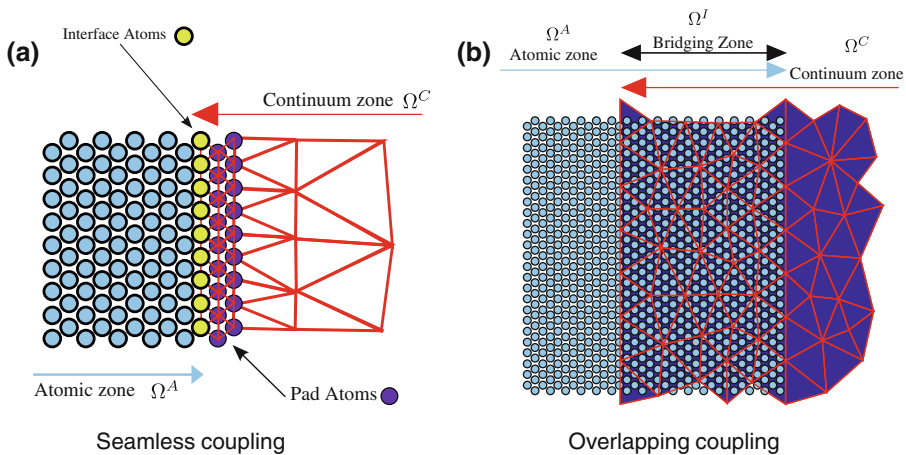 (a)
Interface Atoms
Continuum zone Ω^C
Atomic zone Ω^A
Pad Atoms
Seamless coupling
(b)
Ω^A
Atomic zone
Ω^I
Bridging Zone
Ω^C
Continuum zone
Overlapping coupling